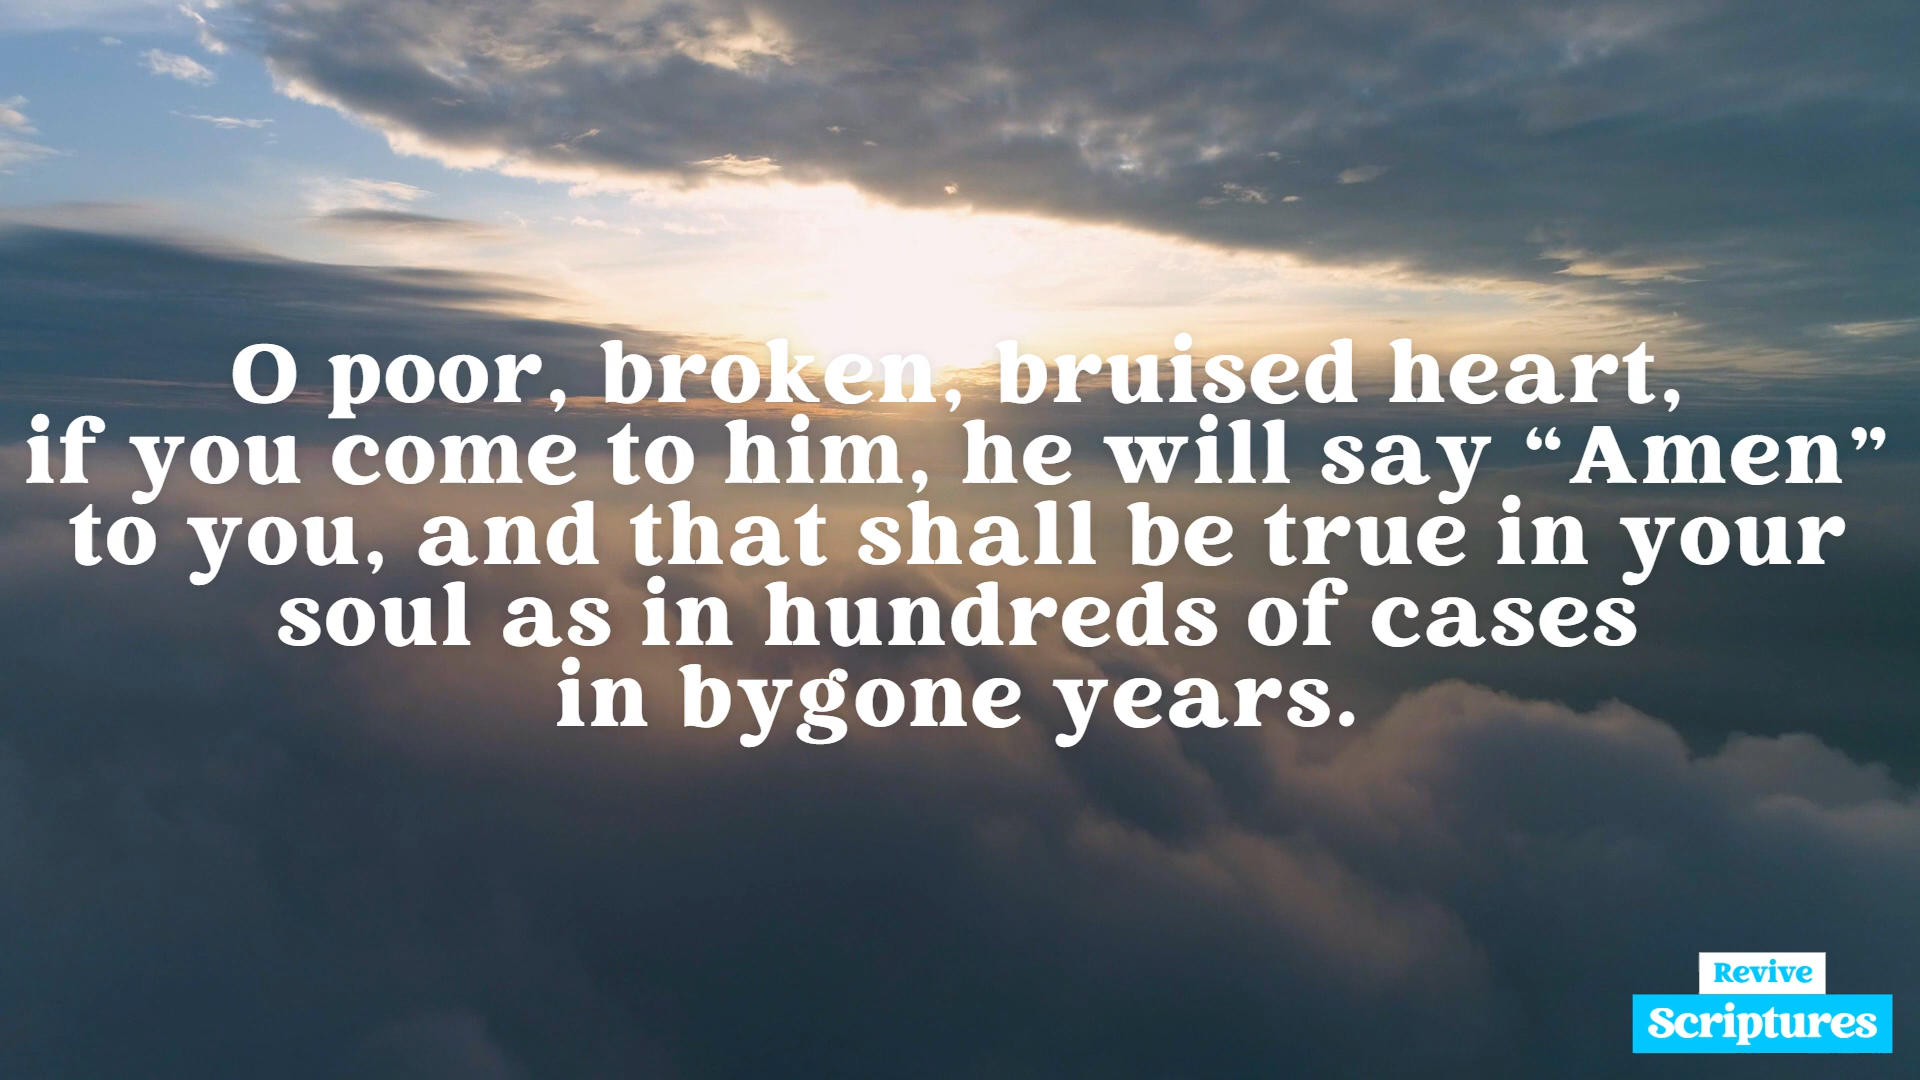 O poor, broken, bruised heart,
if you come to him, he will say “Amen”
to you, and that shall be true in your
soul as in hundreds of cases
in bygone years.
Revive
Scriptures